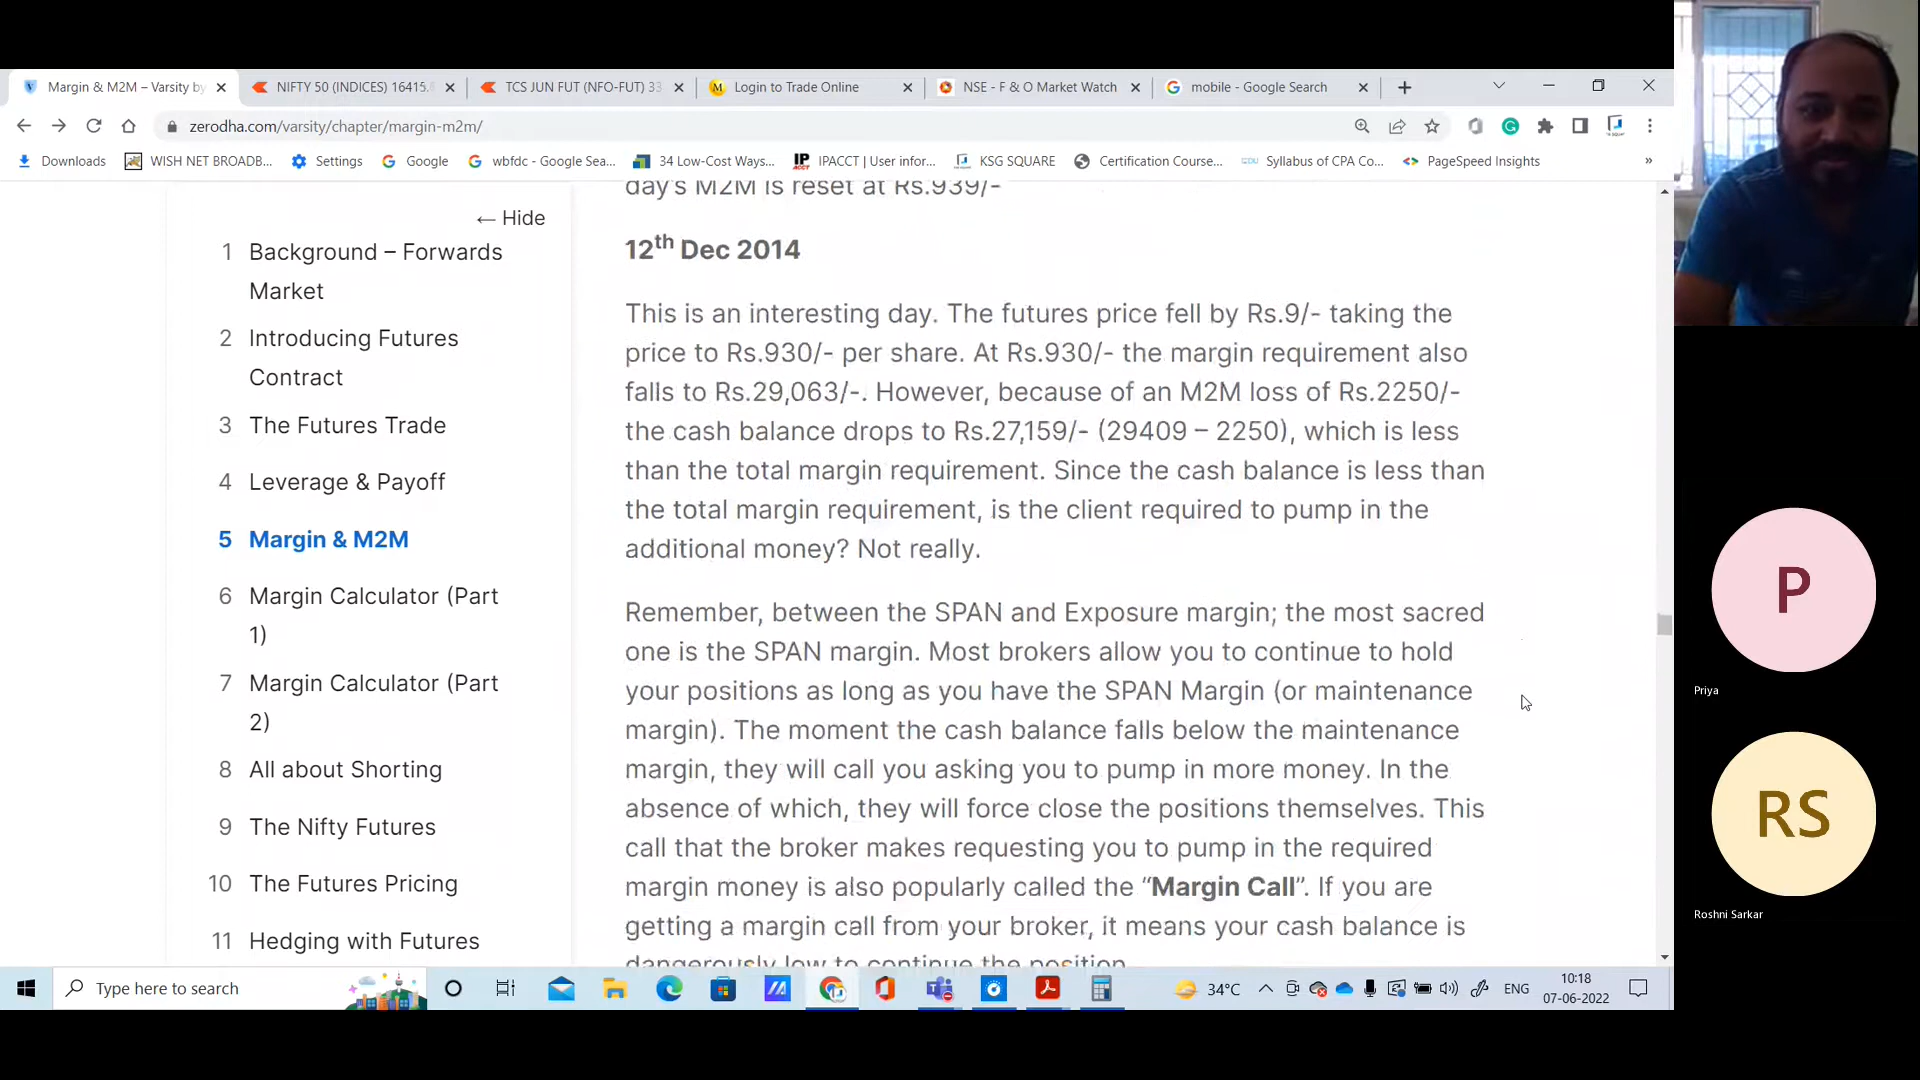 Margin & M2M – Varsity by
NIFTY 50 (INDICES) 16415.
TCS JUN FUT (NFO-FUT) 33
Login to Trade Online
NSE - F & O Market Watch
mobile - Google Search
zerodha.com/varsity/chapter/margin-m2m/
Downloads
WISH NET BROADB...
Settings
Google
wbfdc - Google Sea...
34 Low-Cost Ways...
IPACCT | User infor...
KSG SQUARE
Certification Course...
Syllabus of CPA Co...
PageSpeed Insights
»
← Hide
1 Background – Forwards
Market
2 Introducing Futures
Contract
3 The Futures Trade
4 Leverage & Payoff
5 Margin & M2M
6 Margin Calculator (Part
1)
7 Margin Calculator (Part
2)
8 All about Shorting
9 The Nifty Futures
10 The Futures Pricing
11 Hedging with Futures
day's M2M is reset at Rs.939/-
12th Dec 2014
This is an interesting day. The futures price fell by Rs.9/- taking the
price to Rs.930/- per share. At Rs.930/- the margin requirement also
falls to Rs.29,063/-. However, because of an M2M loss of Rs.2250/-
the cash balance drops to Rs.27,159/- (29409 – 2250), which is less
than the total margin requirement. Since the cash balance is less than
the total margin requirement, is the client required to pump in the
additional money? Not really.
Remember, between the SPAN and Exposure margin; the most sacred
one is the SPAN margin. Most brokers allow you to continue to hold
your positions as long as you have the SPAN Margin (or maintenance
margin). The moment the cash balance falls below the maintenance
margin, they will call you asking you to pump in more money. In the
absence of which, they will force close the positions themselves. This
call that the broker makes requesting you to pump in the required
margin money is also popularly called the “Margin Call”. If you are
getting a margin call from your broker, it means your cash balance is
dangerously low to continue the position.
P
Priya
RS
Roshni Sarkar
Type here to search
34°C
ENG
10:18
07-06-2022